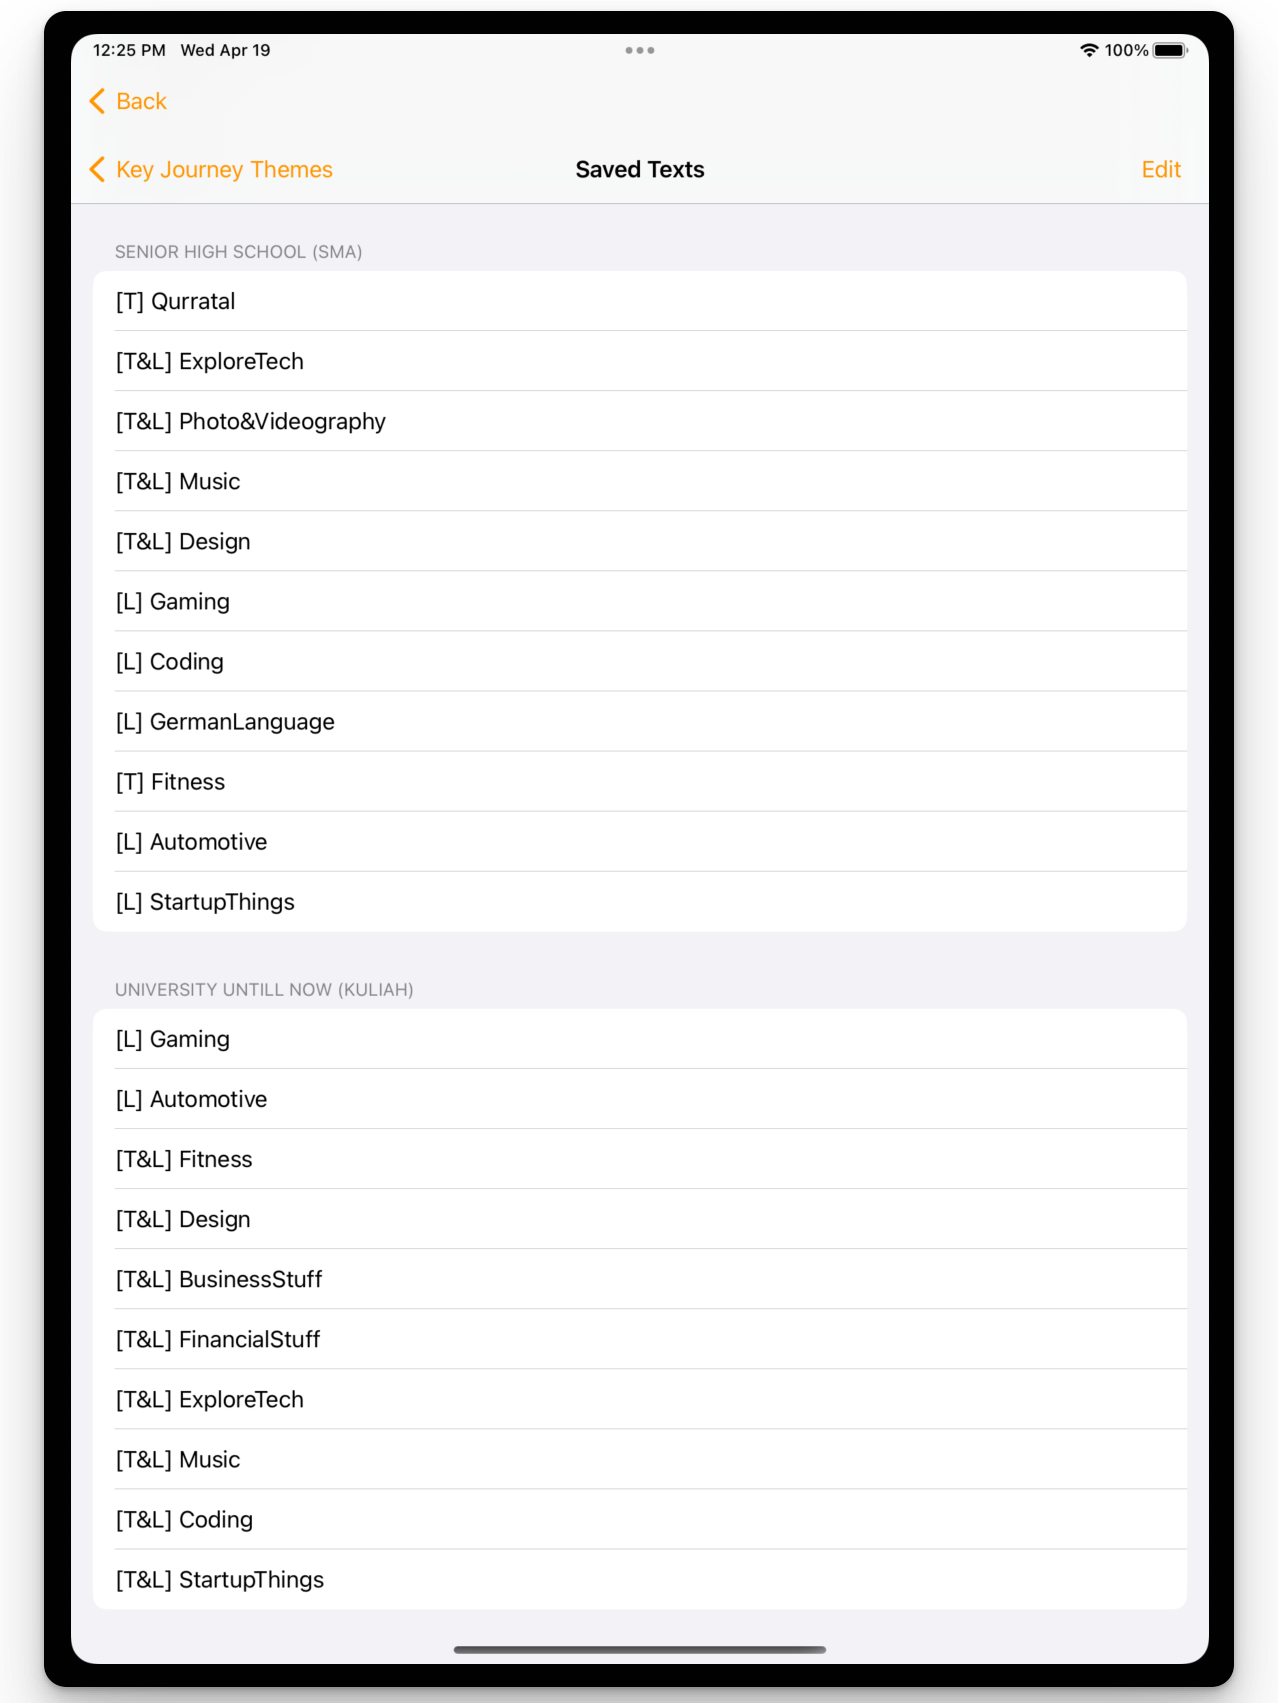 12:25 PM Wed Apr 19 100%
Back
Key Journey Themes Saved Texts Edit
SENIOR HIGH SCHOOL (SMA)
[T] Qurratal
[T&L] ExploreTech
[T&L] Photo&Videography
[T&L] Music
[T&L] Design
[L] Gaming
[L] Coding
[L] GermanLanguage
[T] Fitness
[L] Automotive
[L] StartupThings
UNIVERSITY UNTILL NOW (KULIAH)
[L] Gaming
[L] Automotive
[T&L] Fitness
[T&L] Design
[T&L] BusinessStuff
[T&L] FinancialStuff
[T&L] ExploreTech
[T&L] Music
[T&L] Coding
[T&L] StartupThings